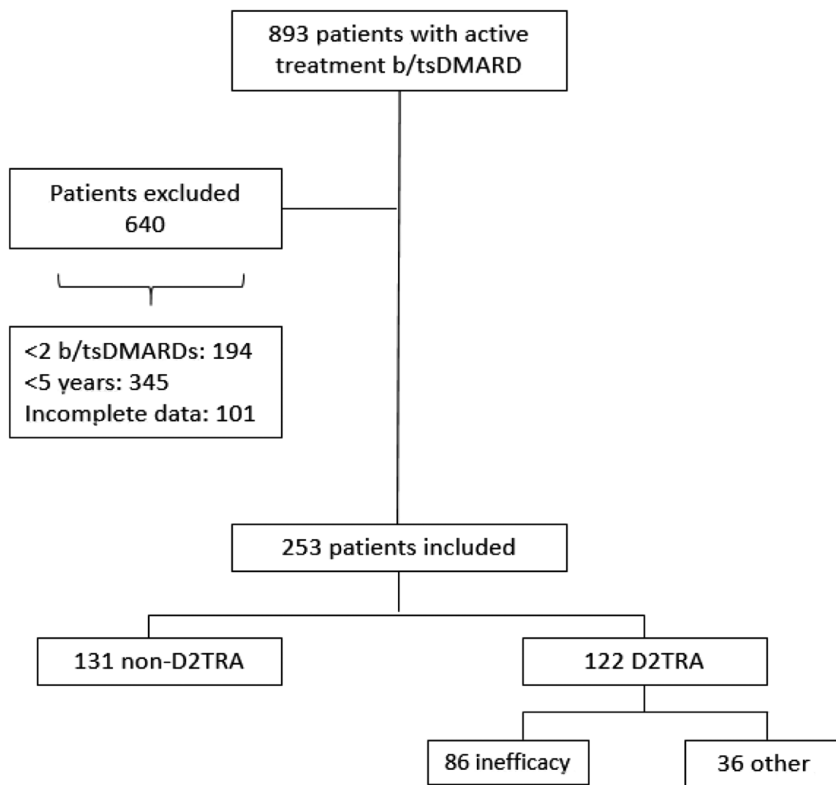 893 patients with active
treatment b/tsDMARD
Patients excluded
640
<2 b/tsDMARDs: 194
<5 years: 345
Incomplete data: 101
253 patients included
131 non-D2TRA
122 D2TRA
86 inefficacy
36 other